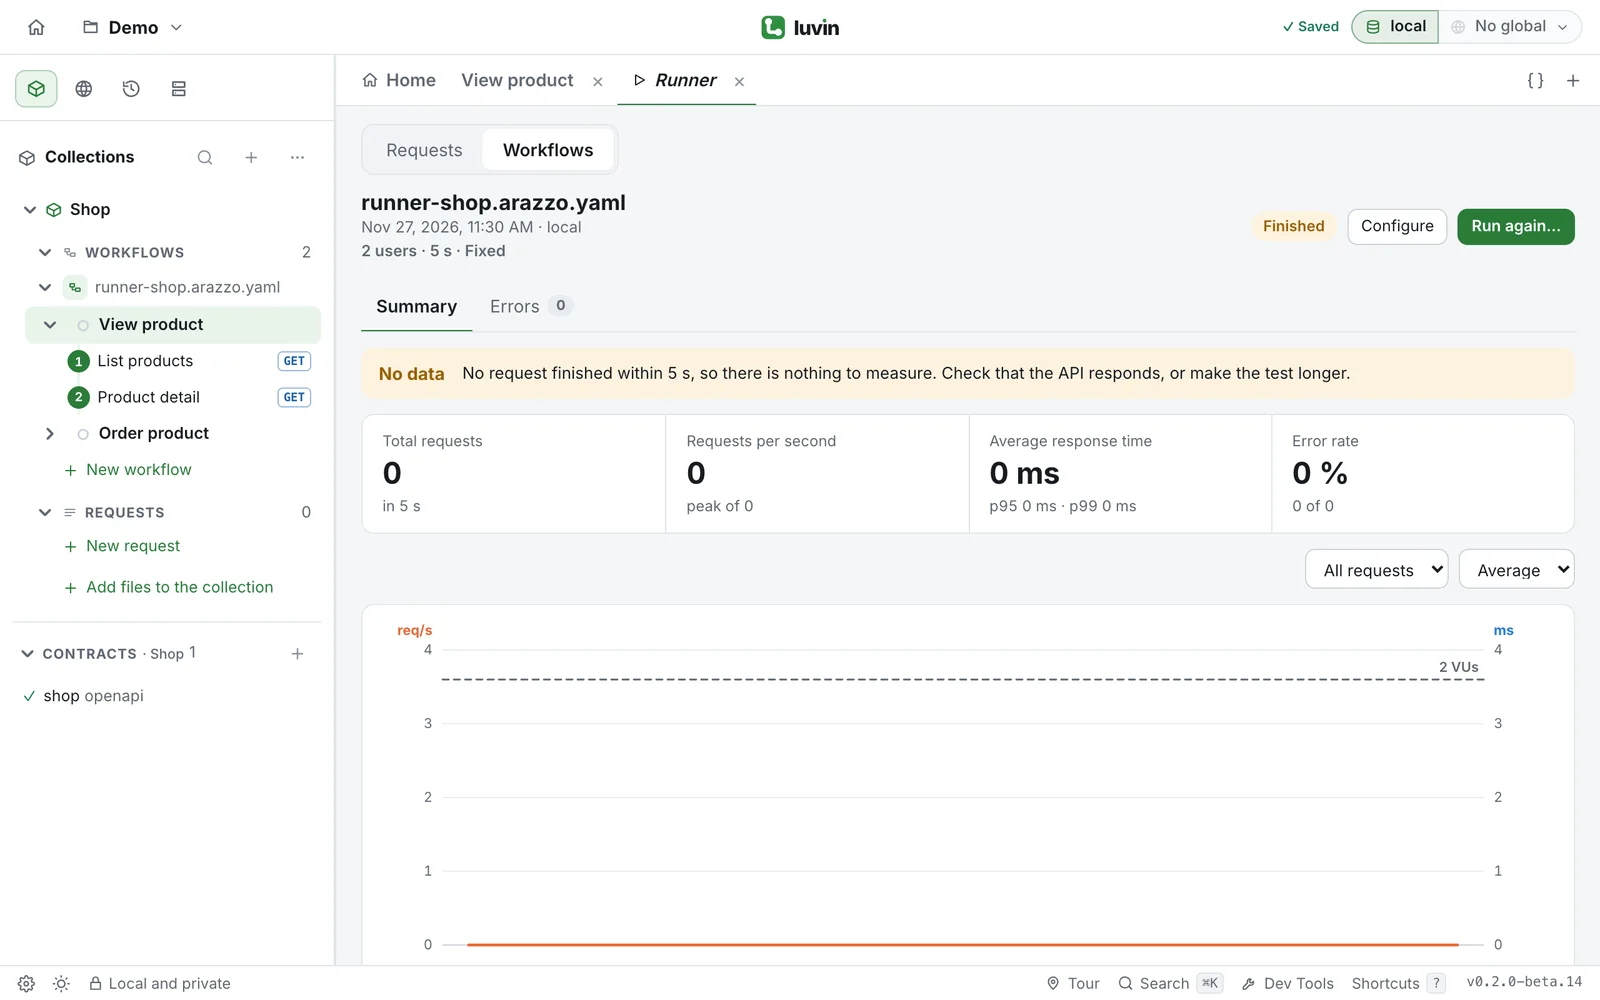 Demo
luvin
Saved
local
No global
Home
View product
Runner
{ }
Collections
Shop
WORKFLOWS 2
runner-shop.arazzo.yaml
View product
1 List products GET
2 Product detail GET
Order product
New workflow
REQUESTS 0
New request
Add files to the collection
CONTRACTS · Shop 1
shop openapi
Requests
Workflows
runner-shop.arazzo.yaml
Nov 27, 2026, 11:30 AM · local
2 users · 5 s · Fixed
Finished
Configure
Run again...
Summary
Errors 0
No data No request finished within 5 s, so there is nothing to measure. Check that the API responds, or make the test longer.
Total requests
0
in 5 s
Requests per second
0
peak of 0
Average response time
0 ms
p95 0 ms · p99 0 ms
Error rate
0 %
0 of 0
All requests
Average
req/s
ms
4
4
2 VUs
3
3
2
2
1
1
0
0
Local and private
Tour
Search ⌘K
Dev Tools
Shortcuts ?
v0.2.0-beta.14